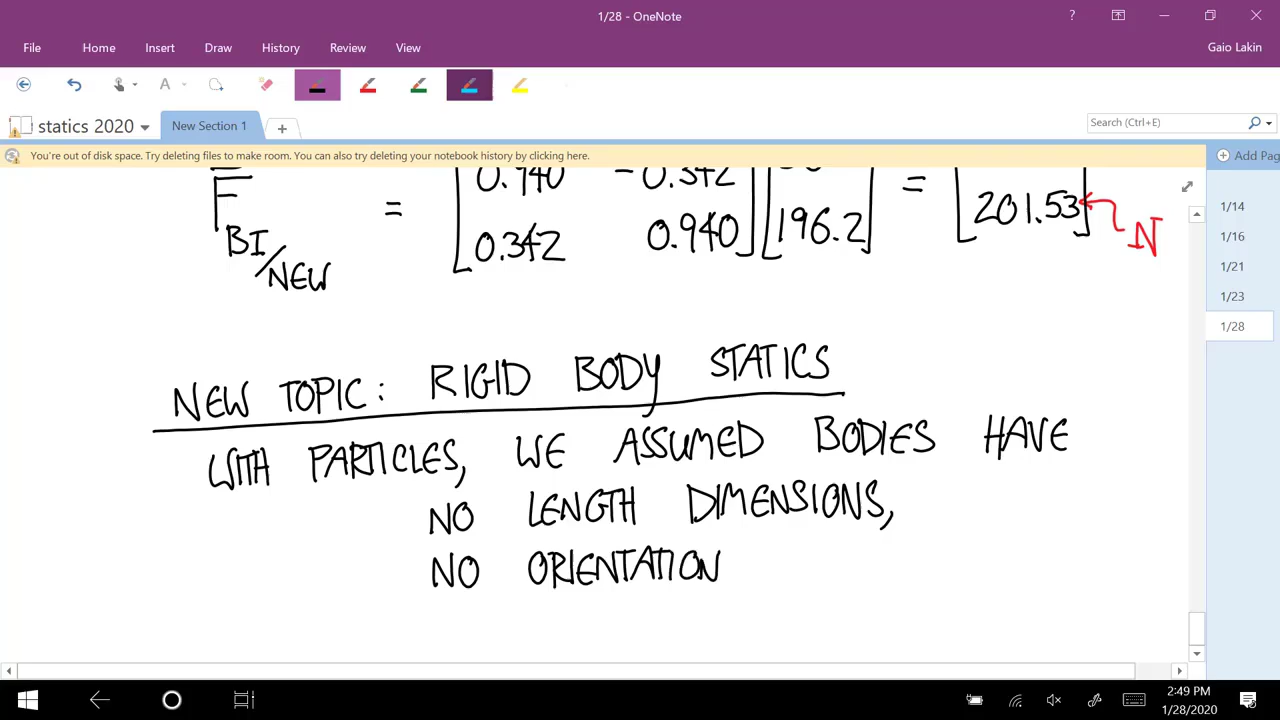 1/28 - OneNote
?
File Home Insert Draw History Review View
Gaio Lakin
A
statics 2020
New Section 1
+
Search (Ctrl+E)
You're out of disk space. Try deleting files to make room. You can also try deleting your notebook history by clicking here.
Add Pag
1/14
1/16
1/21
1/23
1/28
F BI/NEW = [0.940 -0.342
0.342 0.940] [196.2] = [201.53] N
NEW TOPIC: RIGID BODY STATICS
WITH PARTICLES, WE ASSUMED BODIES HAVE
NO LENGTH DIMENSIONS,
NO ORIENTATION
2:49 PM
1/28/2020